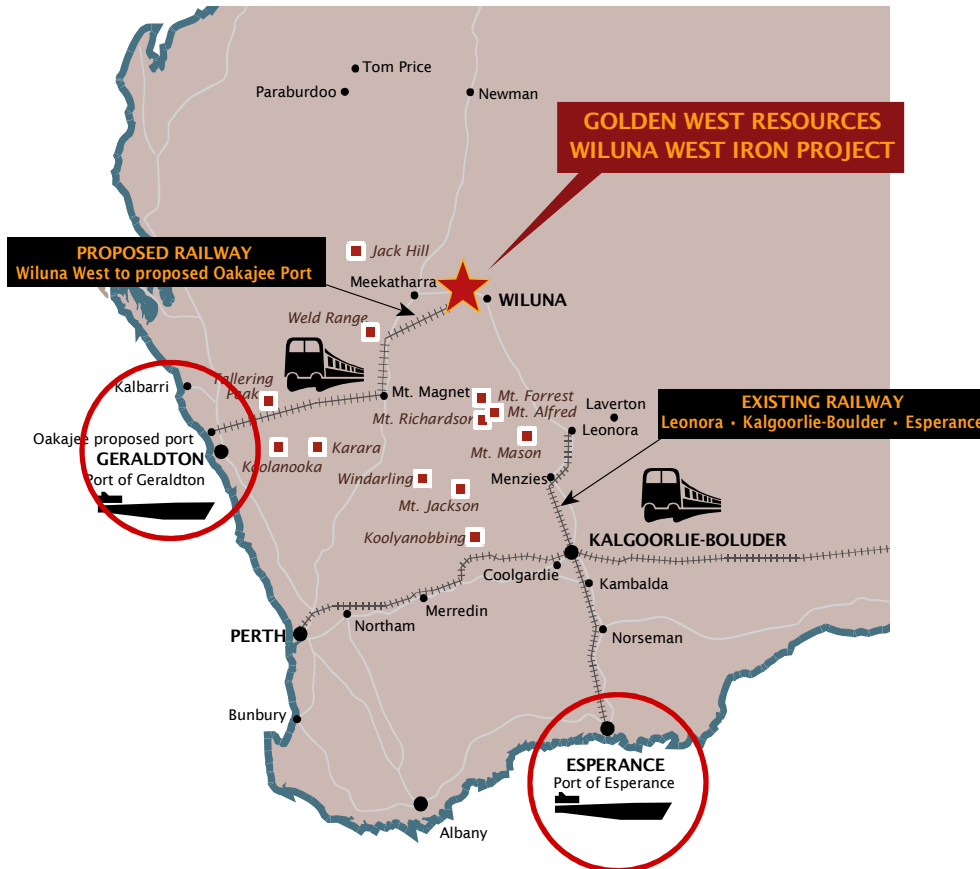 Tom Price
Paraburdoo
Newman
GOLDEN WEST RESOURCES
WILUNA WEST IRON PROJECT
PROPOSED RAILWAY
Wiluna West to proposed Oakajee Port
Jack Hill
Meekatharra
WILUNA
Weld Range
Kalbarri
Tallering
Peak
Mt. Magnet
Mt. Forrest
Mt. Alfred
Mt. Richardson
Laverton
Leonora
EXISTING RAILWAY
Leonora • Kalgoorlie-Boulder • Esperance
Oakajee proposed port
GERALDTON
Port of Geraldton
Koolanooka
Karara
Mt. Mason
Windarling
Menzies
Mt. Jackson
Koolyanobbing
KALGOORLIE-BOLUDER
Coolgardie
Kambalda
Merredin
Northam
PERTH
Norseman
Bunbury
ESPERANCE
Port of Esperance
Albany